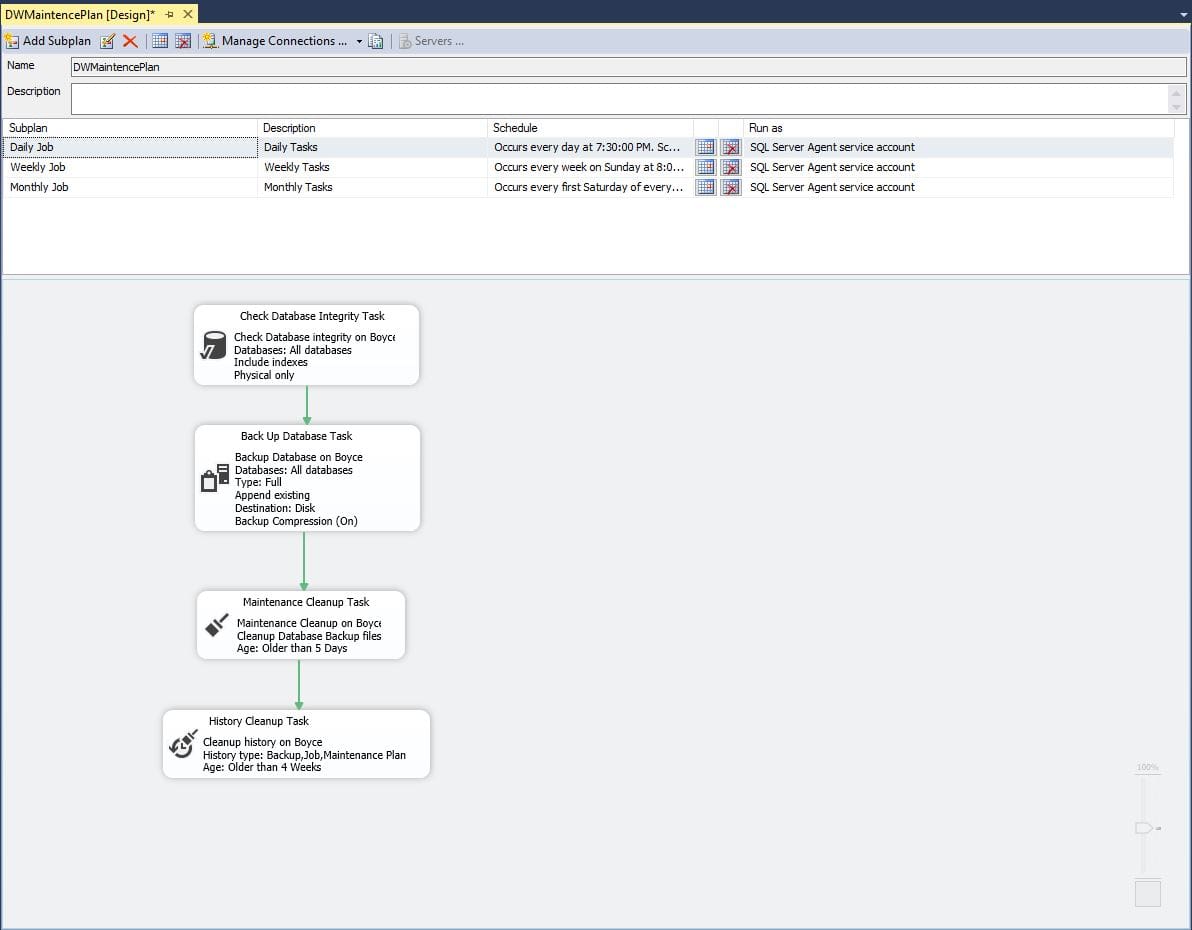 DWMaintencePlan [Design]*
Add Subplan Manage Connections ... Servers ...
Name DWMaintencePlan
Description
Subplan Description Schedule Run as
Daily Job Daily Tasks Occurs every day at 7:30:00 PM. Sc... SQL Server Agent service account
Weekly Job Weekly Tasks Occurs every week on Sunday at 8:0... SQL Server Agent service account
Monthly Job Monthly Tasks Occurs every first Saturday of every... SQL Server Agent service account
Check Database Integrity Task
Check Database integrity on Boyce
Databases: All databases
Include indexes
Physical only
Back Up Database Task
Backup Database on Boyce
Databases: All databases
Type: Full
Append existing
Destination: Disk
Backup Compression (On)
Maintenance Cleanup Task
Maintenance Cleanup on Boyce
Cleanup Database Backup files
Age: Older than 5 Days
History Cleanup Task
Cleanup history on Boyce
History type: Backup,Job,Maintenance Plan
Age: Older than 4 Weeks
100%